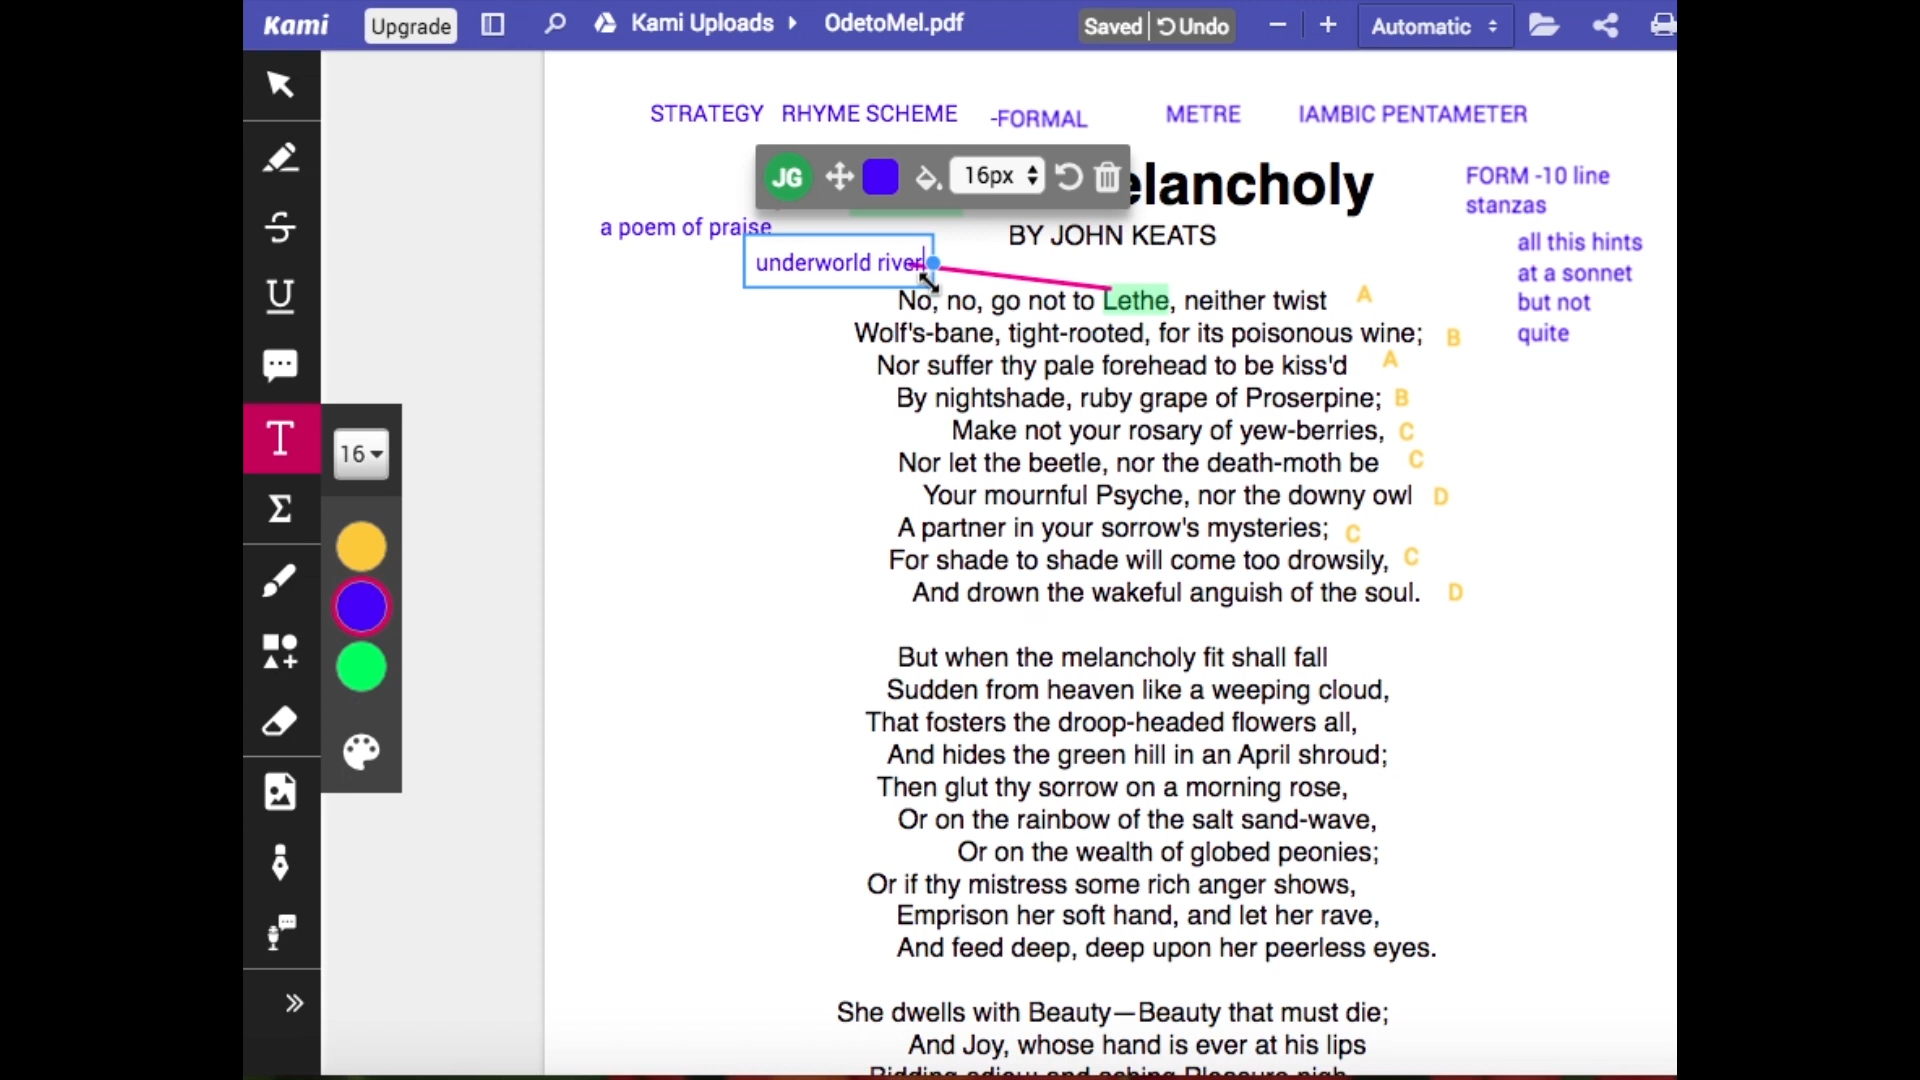 Kami Upgrade Kami Uploads OdetoMel.pdf Saved Undo Automatic
STRATEGY RHYME SCHEME -FORMAL METRE IAMBIC PENTAMETER
JG 16px
elancholy
FORM -10 line
stanzas
a poem of praise
BY JOHN KEATS
all this hints
at a sonnet
but not
quite
underworld river
No, no, go not to Lethe, neither twist A
Wolf's-bane, tight-rooted, for its poisonous wine; B
Nor suffer thy pale forehead to be kiss'd A
By nightshade, ruby grape of Proserpine; B
Make not your rosary of yew-berries, C
Nor let the beetle, nor the death-moth be C
Your mournful Psyche, nor the downy owl D
A partner in your sorrow's mysteries; C
For shade to shade will come too drowsily, C
And drown the wakeful anguish of the soul. D
T
16
Σ
But when the melancholy fit shall fall
Sudden from heaven like a weeping cloud,
That fosters the droop-headed flowers all,
And hides the green hill in an April shroud;
Then glut thy sorrow on a morning rose,
Or on the rainbow of the salt sand-wave,
Or on the wealth of globed peonies;
Or if thy mistress some rich anger shows,
Emprison her soft hand, and let her rave,
And feed deep, deep upon her peerless eyes.
She dwells with Beauty—Beauty that must die;
And Joy, whose hand is ever at his lips
Bidding adieu; and aching Pleasure nigh,